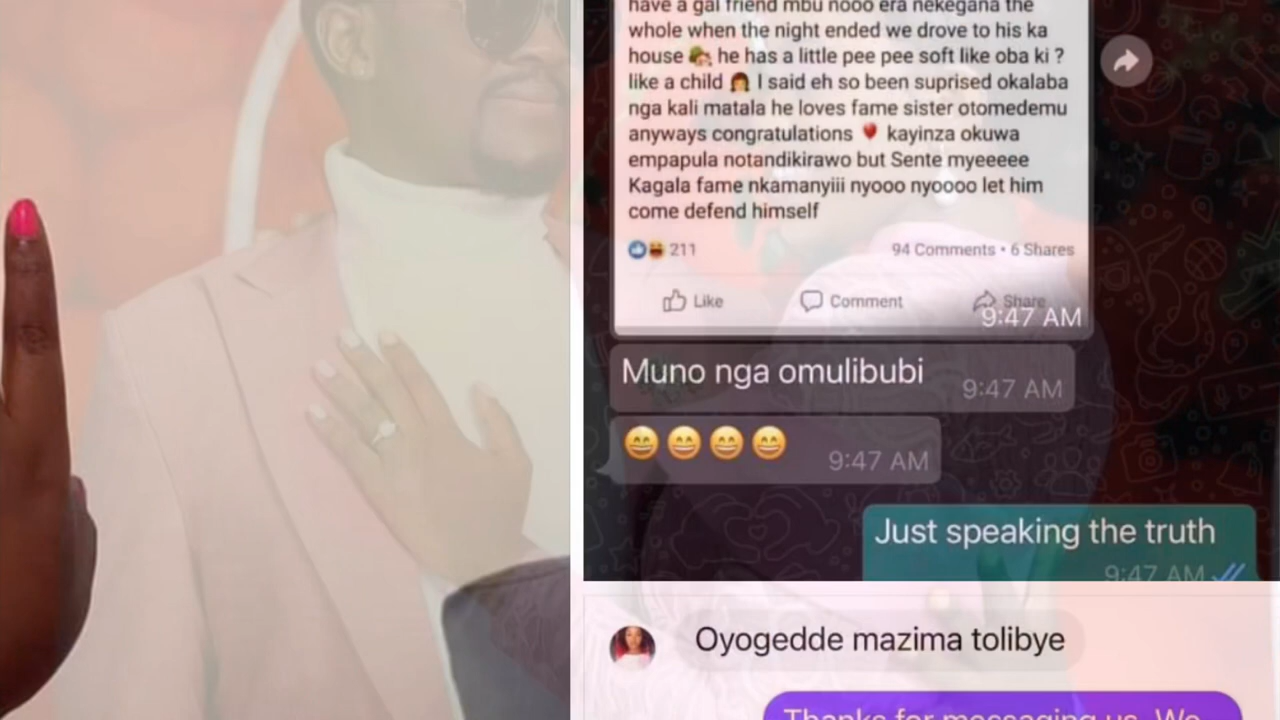 have a gal friend mbu nooo era nekegana the
whole when the night ended we drove to his ka
house he has a little pee pee soft like oba ki ?
like a child I said eh so been suprised okalaba
nga kali matala he loves fame sister otomedemu
anyways congratulations kayinza okuwa
empapula notandikirawo but Sente myeeeee
Kagala fame nkamanyiii nyooo nyoooo let him
come defend himself
211
94 Comments • 6 Shares
Like
Comment
Share
9:47 AM
Muno nga omulibubi
9:47 AM
😄😄😄😄
9:47 AM
Just speaking the truth
9:47 AM
Oyogedde mazima tolibye
Thanks for messaging us. We